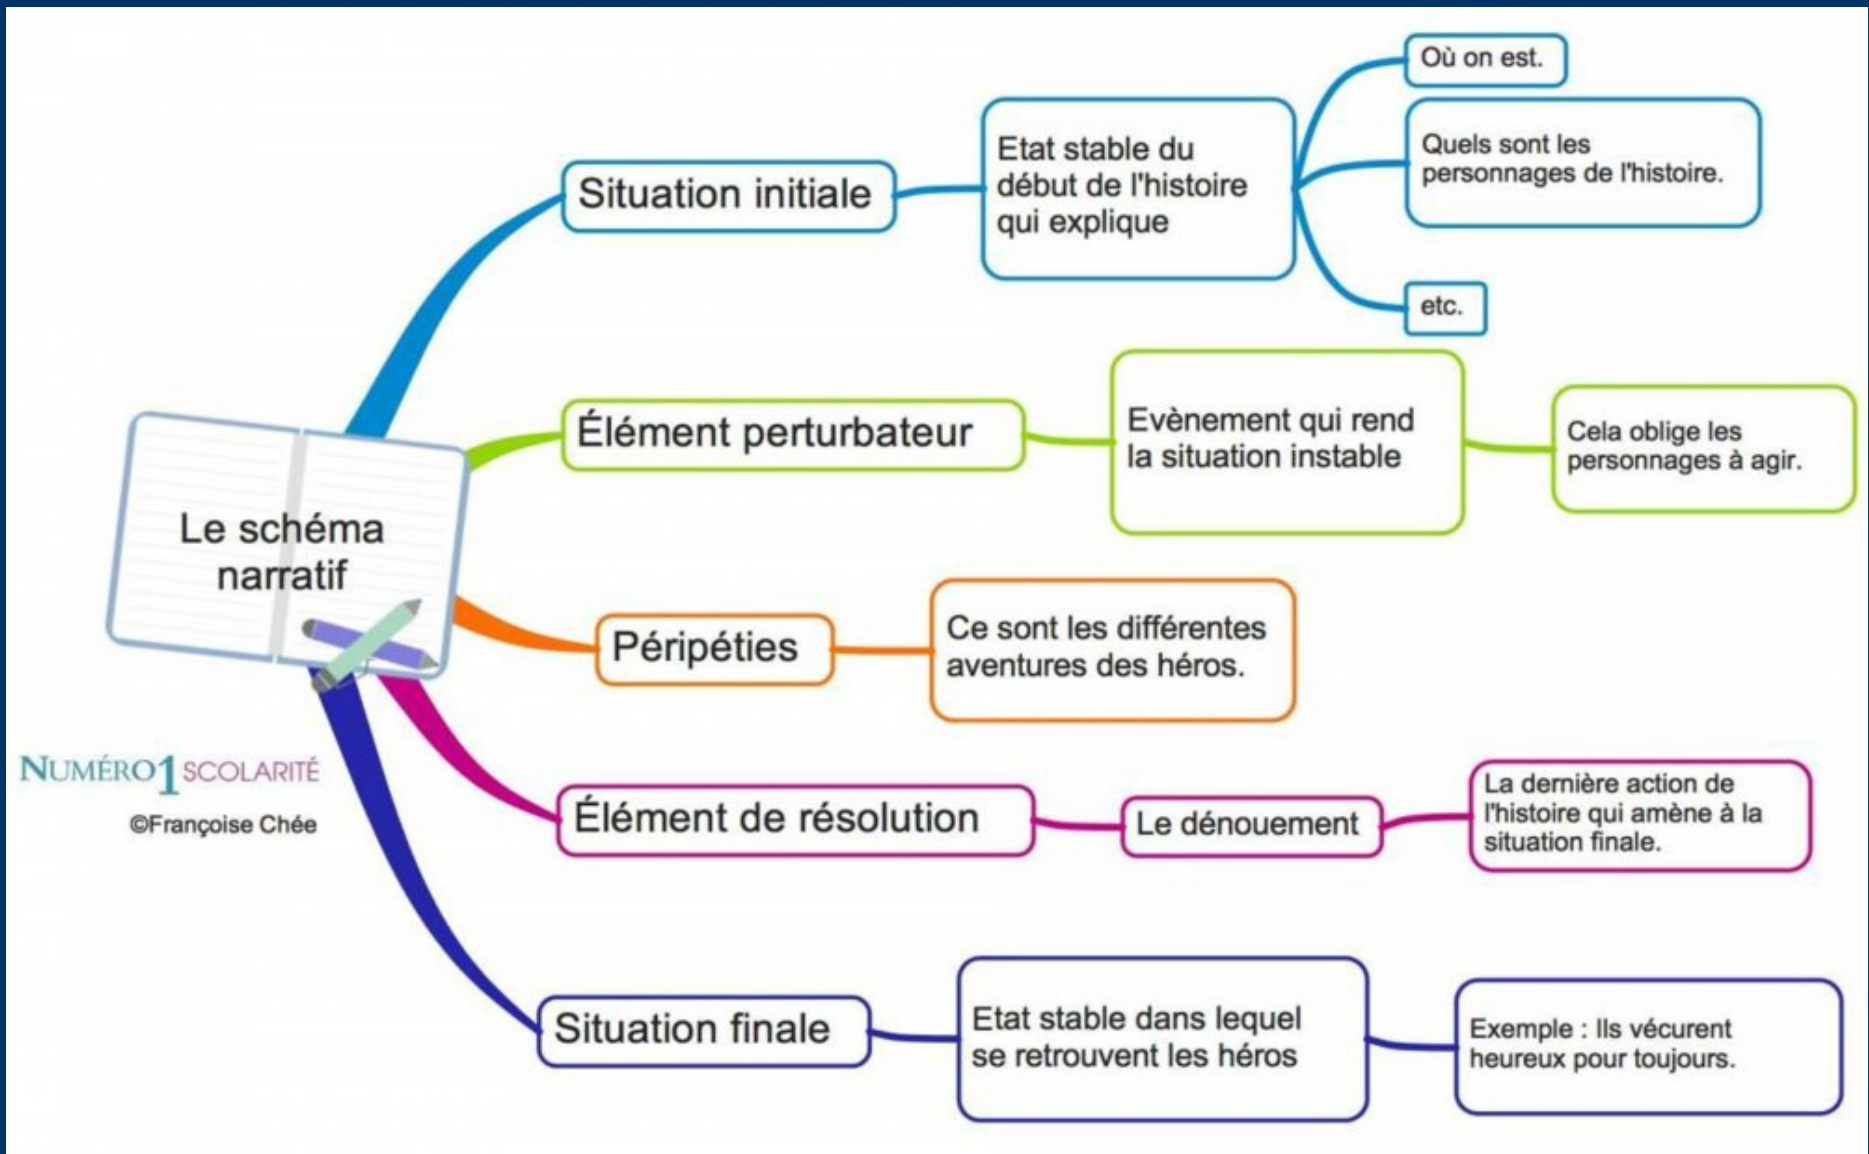 Où on est.
Etat stable du
début de l'histoire
qui explique
Quels sont les
personnages de l'histoire.
Situation initiale
etc.
Élément perturbateur
Evènement qui rend
la situation instable
Cela oblige les
personnages à agir.
Le schéma
narratif
Péripéties
Ce sont les différentes
aventures des héros.
NUMÉRO1 SCOLARITÉ
©Françoise Chée
Élément de résolution
Le dénouement
La dernière action de
l'histoire qui amène à la
situation finale.
Situation finale
Etat stable dans lequel
se retrouvent les héros
Exemple : Ils vécurent
heureux pour toujours.